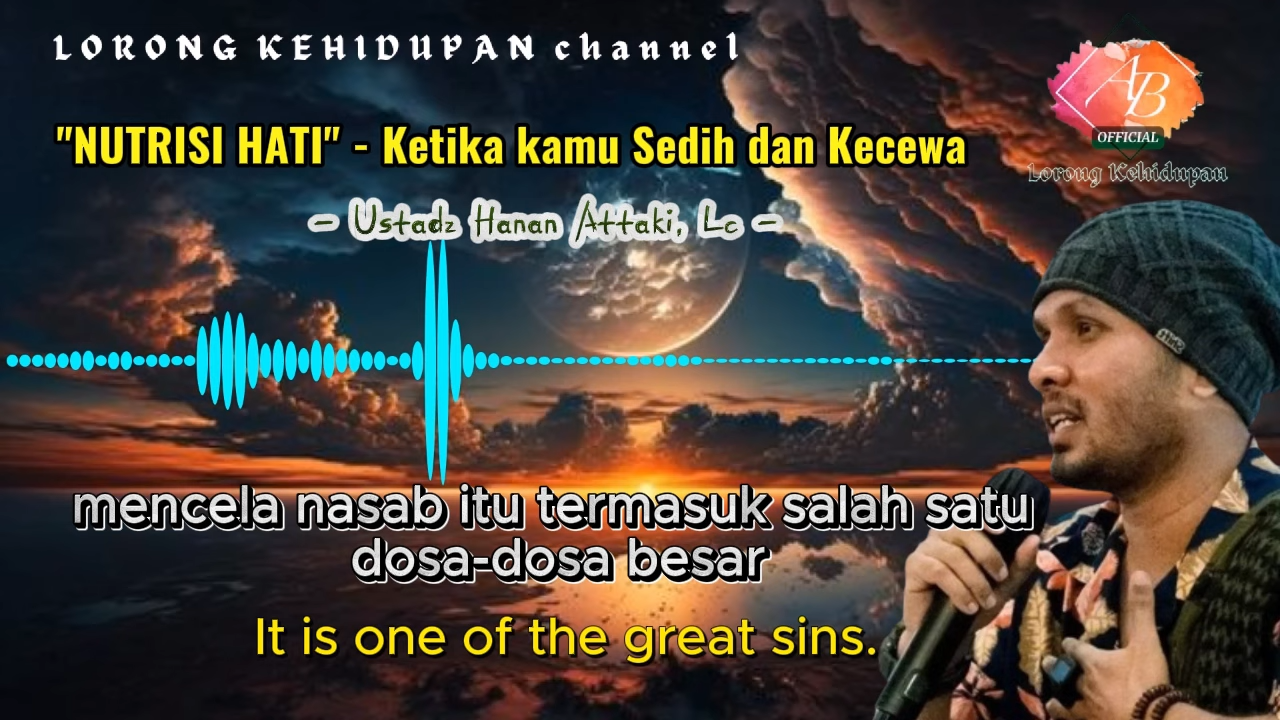 LORONG KEHIDUPAN channel
AB
OFFICIAL
Lorong Kehidupan
"NUTRISI HATI" - Ketika kamu Sedih dan Kecewa
- Ustadz Hanan Attaki, Lc -
mencela nasab itu termasuk salah satu
dosa-dosa besar
It is one of the great sins.